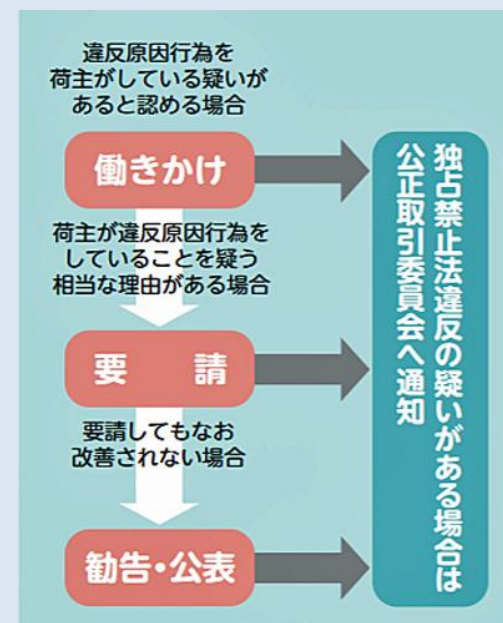 違反原因行為を
荷主がしている疑いが
あると認める場合
働きかけ
荷主が違反原因行為を
していることを疑う
相当な理由がある場合
要　請
要請してもなお
改善されない場合
勧告・公表
独占禁止法違反の疑いがある場合は
公正取引委員会へ通知